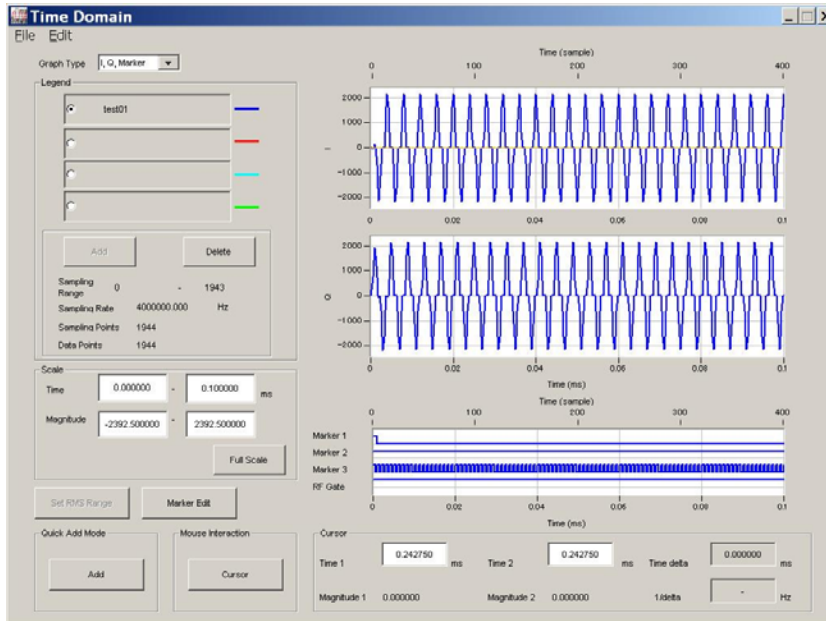 Time Domain
File Edit
Graph Type I, Q, Marker
Legend
test01
Add Delete
Sampling Range 0 - 1943
Sampling Rate 4000000.000 Hz
Sampling Points 1944
Data Points 1944
Scale
Time 0.000000 - 0.100000 ms
Magnitude -2392.500000 - 2392.500000
Full Scale
Set RMS Range Marker Edit
Quick Add Mode
Add
Mouse Interaction
Cursor
Time (sample)
0 100 200 300 400
2000
1000
0
-1000
-2000
I
0 0.02 0.04 0.06 0.08 0.1
2000
1000
0
-1000
-2000
Q
0 0.02 0.04 0.06 0.08 0.1
Time (ms)
Time (sample)
0 100 200 300 400
Marker 1
Marker 2
Marker 3
RF Gate
0 0.02 0.04 0.06 0.08 0.1
Time (ms)
Cursor
Time 1 0.242750 ms Time 2 0.242750 ms Time delta 0.000000 ms
Magnitude 1 0.000000 Magnitude 2 0.000000 1/delta - Hz